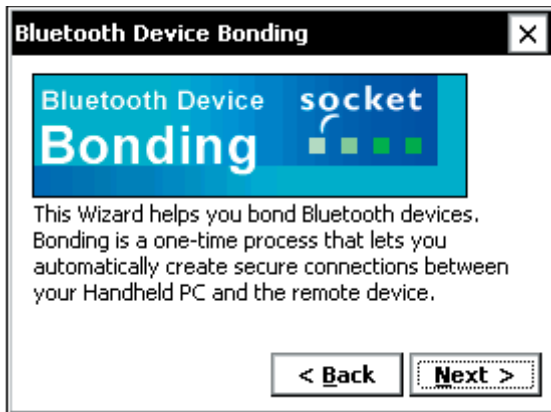 Bluetooth Device Bonding
Bluetooth Device
socket
Bonding
This Wizard helps you bond Bluetooth devices.
Bonding is a one-time process that lets you
automatically create secure connections between
your Handheld PC and the remote device.
< Back Next >